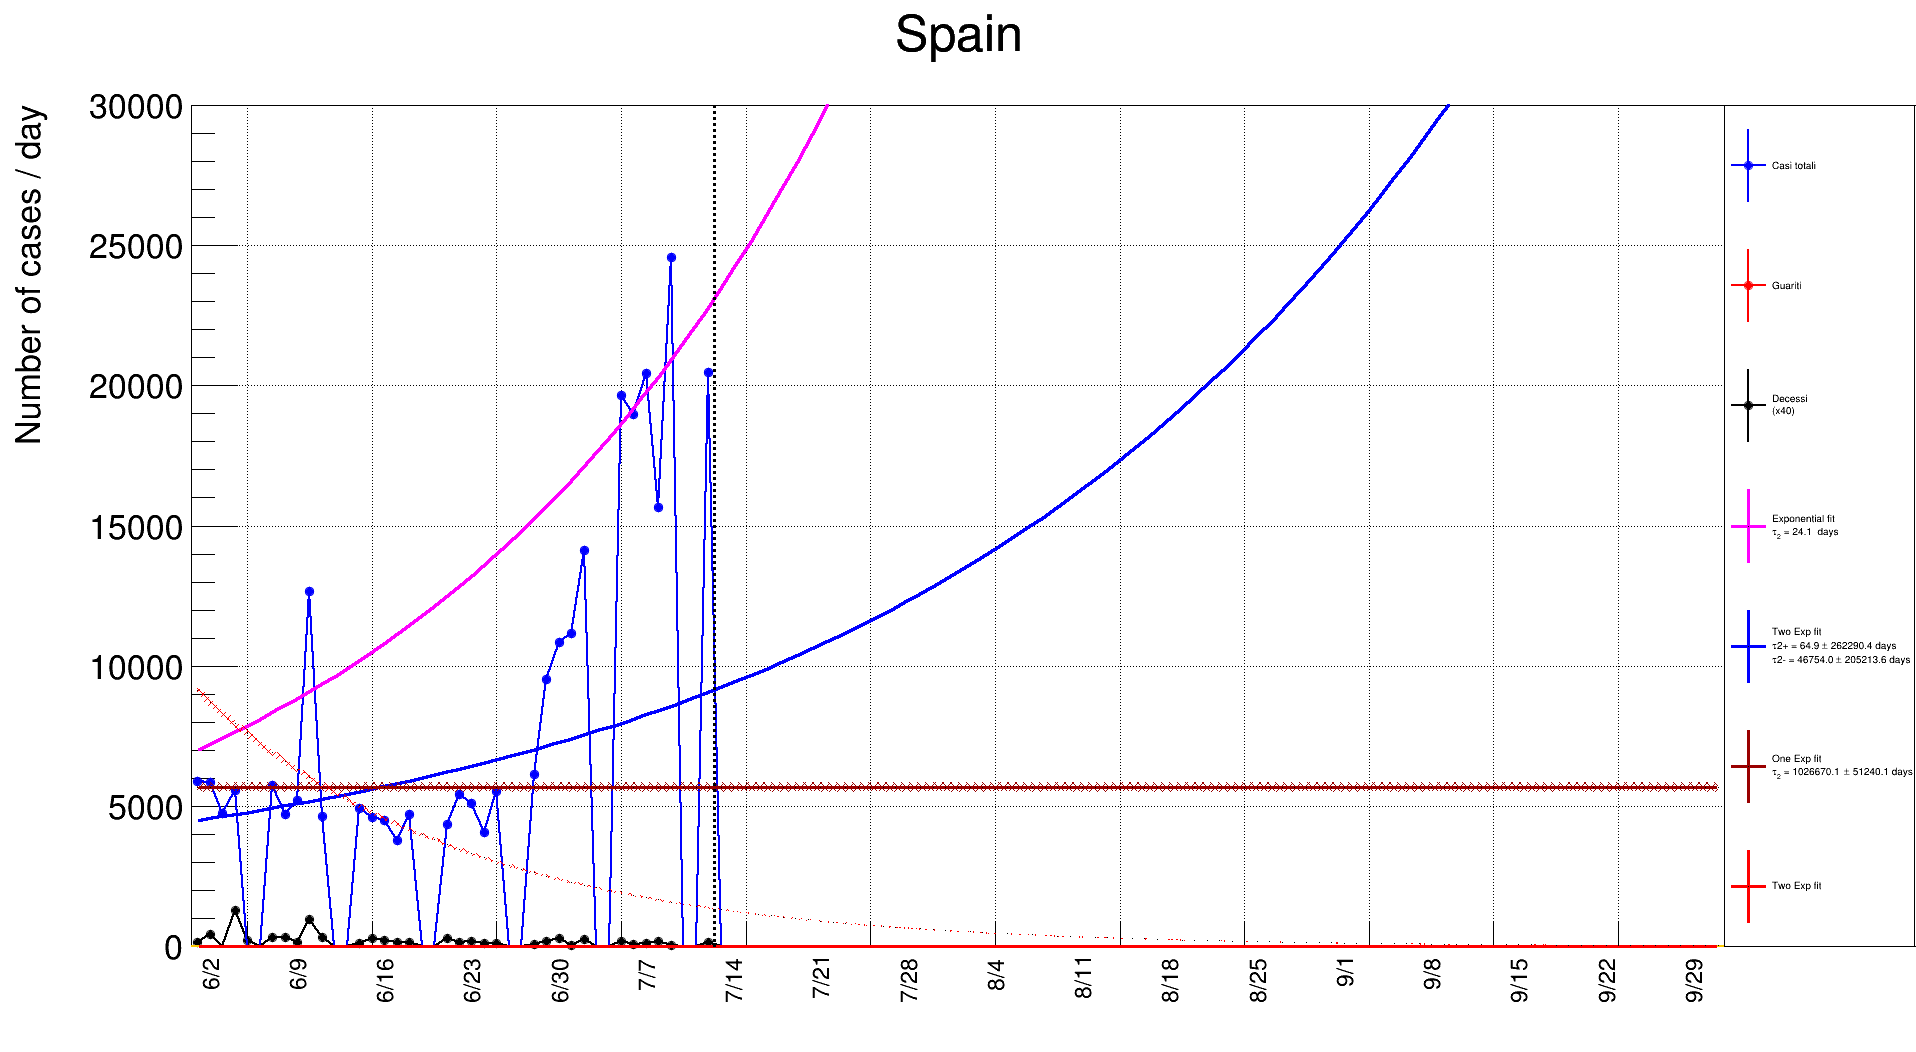 Spain
Number of cases / day
30000
25000
20000
15000
10000
5000
0
6/2
6/9
6/16
6/23
6/30
7/7
7/14
7/21
7/28
8/4
8/11
8/18
8/25
9/1
9/8
9/15
9/22
9/29
Casi totali
Guariti
Decessi
(x40)
Exponential fit
τ₂ = 24.1 days
Two Exp fit
τ2+ = 64.9 ± 262290.4 days
τ2- = 46754.0 ± 205213.6 days
One Exp fit
τ₂ = 1026670.1 ± 51240.1 days
Two Exp fit